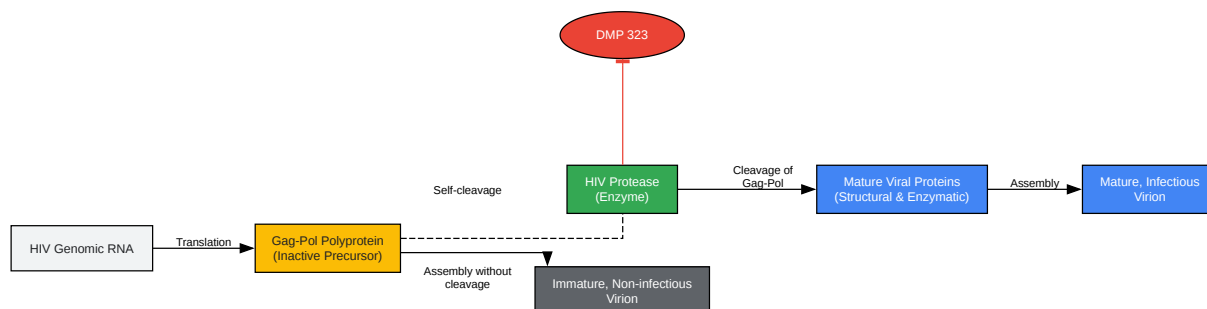 DMP 323
HIV Protease
(Enzyme)
Cleavage of
Gag-Pol
Mature Viral Proteins
(Structural & Enzymatic)
Assembly
Mature, Infectious
Virion
Self-cleavage
HIV Genomic RNA
Translation
Gag-Pol Polyprotein
(Inactive Precursor)
Assembly without
cleavage
Immature, Non-infectious
Virion